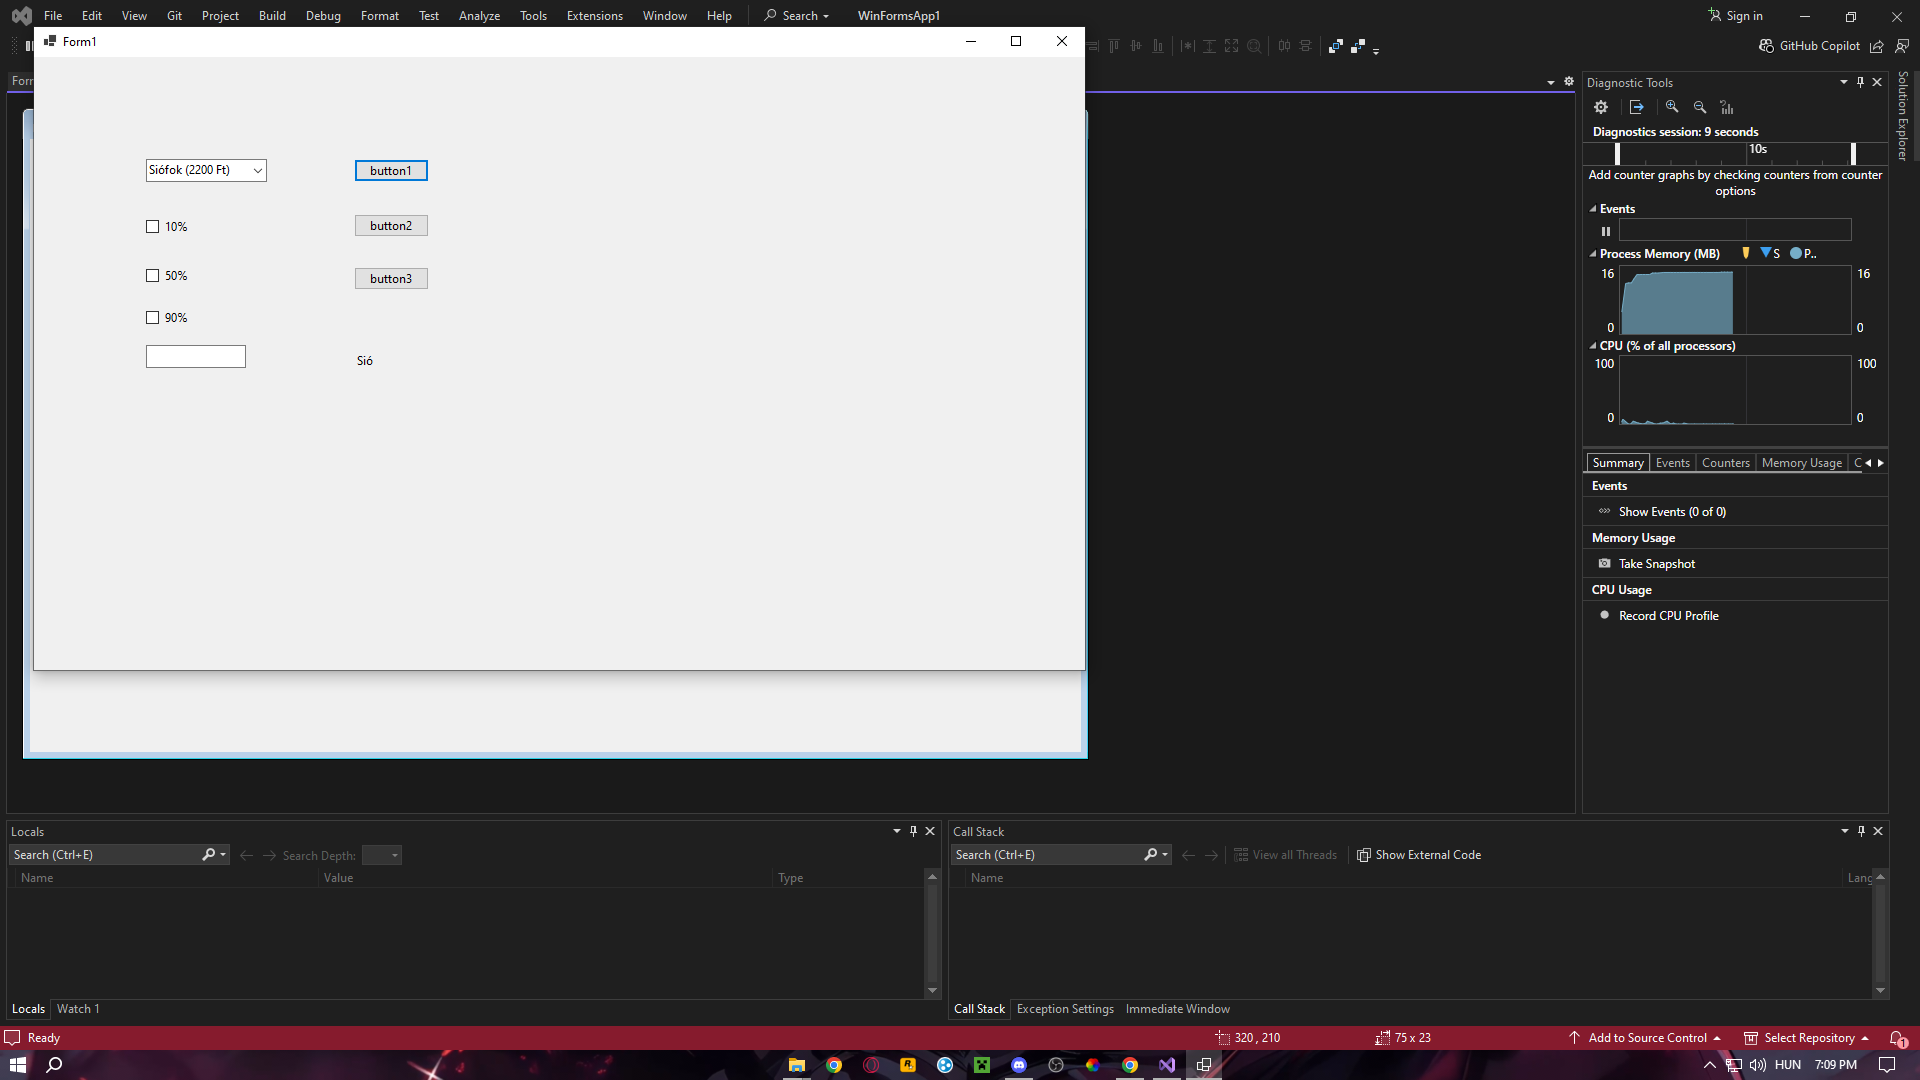 File Edit View Git Project Build Debug Format Test Analyze Tools Extensions Window Help Search WinFormsApp1 Sign in
Form1
GitHub Copilot
Form
Solution Explorer
Diagnostic Tools
Diagnostics session: 9 seconds
10s
Add counter graphs by checking counters from counter
options
Events
Process Memory (MB) S P..
16 16
0 0
CPU (% of all processors)
100 100
0 0
Summary Events Counters Memory Usage C
Events
Show Events (0 of 0)
Memory Usage
Take Snapshot
CPU Usage
Record CPU Profile
Siófok (2200 Ft) button1
10% button2
50% button3
90%
Sió
Locals
Search (Ctrl+E) Search Depth:
Name Value Type
Locals Watch 1
Call Stack
Search (Ctrl+E) View all Threads Show External Code
Name Lang
Call Stack Exception Settings Immediate Window
Ready 320 , 210 75 x 23 Add to Source Control Select Repository 1
HUN 7:09 PM